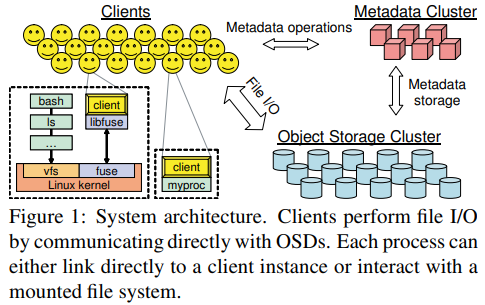 Clients
Metadata Cluster
Metadata operations
File I/O
Metadata
storage
Object Storage Cluster
bash
ls
...
client
libfuse
vfs
fuse
Linux kernel
client
myproc
Figure 1: System architecture. Clients perform file I/O
by communicating directly with OSDs. Each process can
either link directly to a client instance or interact with a
mounted file system.